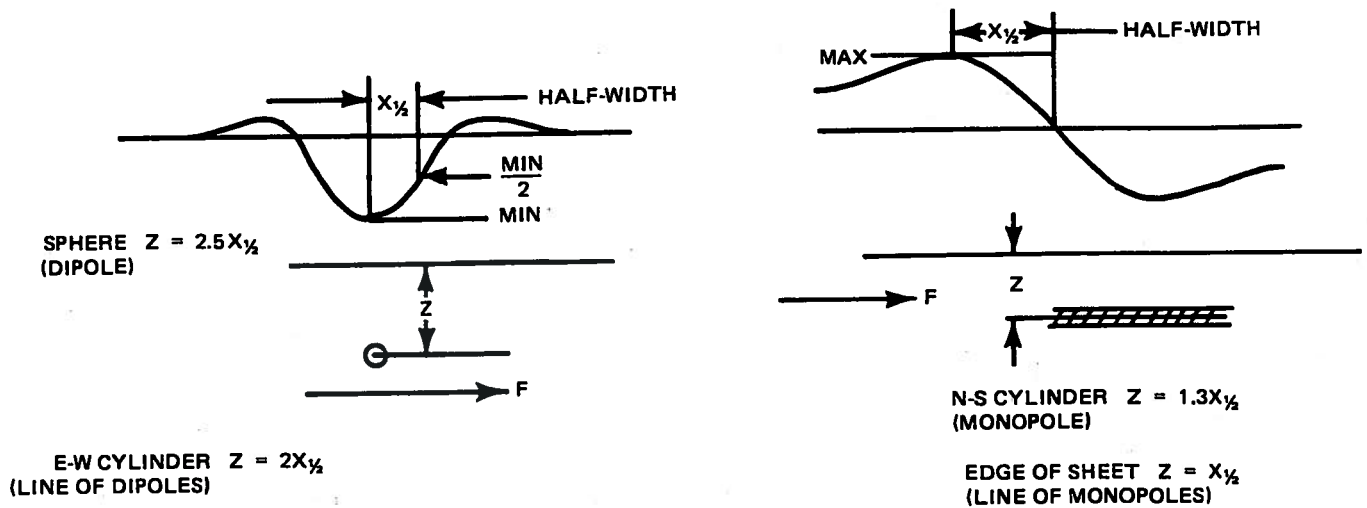 X½
HALF-WIDTH
MIN
2
MIN
SPHERE Z = 2.5X½
(DIPOLE)
Z
F
E-W CYLINDER Z = 2X½
(LINE OF DIPOLES)
X½
HALF-WIDTH
MAX
Z
F
N-S CYLINDER Z = 1.3X½
(MONOPOLE)
EDGE OF SHEET Z = X½
(LINE OF MONOPOLES)